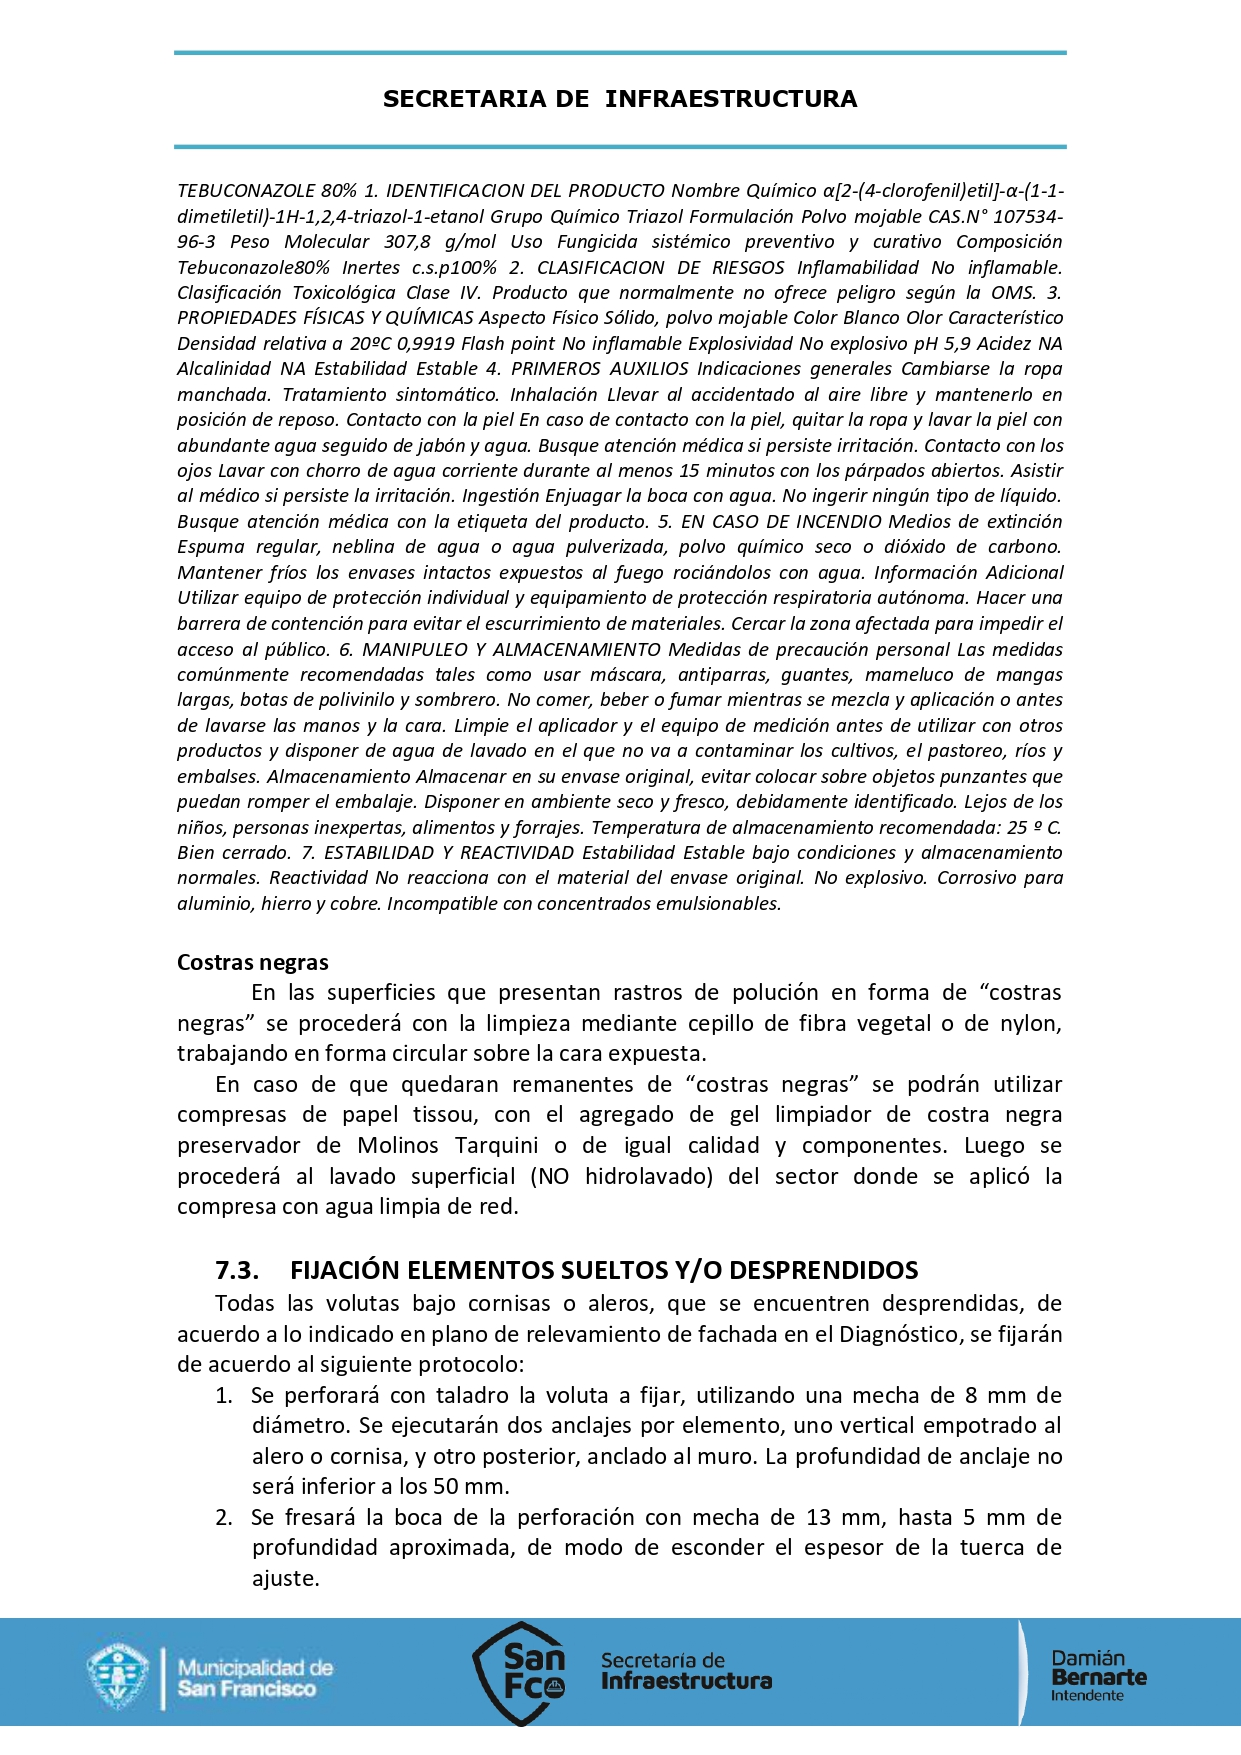 SECRETARIA DE  INFRAESTRUCTURA
TEBUCONAZOLE 80% 1. IDENTIFICACION DEL PRODUCTO Nombre Químico α[2-(4-clorofenil)etil]-α-(1-1-
dimetiletil)-1H-1,2,4-triazol-1-etanol Grupo Químico Triazol Formulación Polvo mojable CAS.N° 107534-
96-3 Peso Molecular 307,8 g/mol Uso Fungicida sistémico preventivo y curativo Composición
Tebuconazole80% Inertes c.s.p100% 2. CLASIFICACION DE RIESGOS Inflamabilidad No inflamable.
Clasificación Toxicológica Clase IV. Producto que normalmente no ofrece peligro según la OMS. 3.
PROPIEDADES FÍSICAS Y QUÍMICAS Aspecto Físico Sólido, polvo mojable Color Blanco Olor Característico
Densidad relativa a 20ºC 0,9919 Flash point No inflamable Explosividad No explosivo pH 5,9 Acidez NA
Alcalinidad NA Estabilidad Estable 4. PRIMEROS AUXILIOS Indicaciones generales Cambiarse la ropa
manchada. Tratamiento sintomático. Inhalación Llevar al accidentado al aire libre y mantenerlo en
posición de reposo. Contacto con la piel En caso de contacto con la piel, quitar la ropa y lavar la piel con
abundante agua seguido de jabón y agua. Busque atención médica si persiste irritación. Contacto con los
ojos Lavar con chorro de agua corriente durante al menos 15 minutos con los párpados abiertos. Asistir
al médico si persiste la irritación. Ingestión Enjuagar la boca con agua. No ingerir ningún tipo de líquido.
Busque atención médica con la etiqueta del producto. 5. EN CASO DE INCENDIO Medios de extinción
Espuma regular, neblina de agua o agua pulverizada, polvo químico seco o dióxido de carbono.
Mantener fríos los envases intactos expuestos al fuego rociándolos con agua. Información Adicional
Utilizar equipo de protección individual y equipamiento de protección respiratoria autónoma. Hacer una
barrera de contención para evitar el escurrimiento de materiales. Cercar la zona afectada para impedir el
acceso al público. 6. MANIPULEO Y ALMACENAMIENTO Medidas de precaución personal Las medidas
comúnmente recomendadas tales como usar máscara, antiparras, guantes, mameluco de mangas
largas, botas de polivinilo y sombrero. No comer, beber o fumar mientras se mezcla y aplicación o antes
de lavarse las manos y la cara. Limpie el aplicador y el equipo de medición antes de utilizar con otros
productos y disponer de agua de lavado en el que no va a contaminar los cultivos, el pastoreo, ríos y
embalses. Almacenamiento Almacenar en su envase original, evitar colocar sobre objetos punzantes que
puedan romper el embalaje. Disponer en ambiente seco y fresco, debidamente identificado. Lejos de los
niños, personas inexpertas, alimentos y forrajes. Temperatura de almacenamiento recomendada: 25 º C.
Bien cerrado. 7. ESTABILIDAD Y REACTIVIDAD Estabilidad Estable bajo condiciones y almacenamiento
normales. Reactividad No reacciona con el material del envase original. No explosivo. Corrosivo para
aluminio, hierro y cobre. Incompatible con concentrados emulsionables.
Costras negras
En las superficies que presentan rastros de polución en forma de “costras
negras” se procederá con la limpieza mediante cepillo de fibra vegetal o de nylon,
trabajando en forma circular sobre la cara expuesta.
En caso de que quedaran remanentes de “costras negras” se podrán utilizar
compresas de papel tissou, con el agregado de gel limpiador de costra negra
preservador de Molinos Tarquini o de igual calidad y componentes. Luego se
procederá al lavado superficial (NO hidrolavado) del sector donde se aplicó la
compresa con agua limpia de red.
7.3. FIJACIÓN ELEMENTOS SUELTOS Y/O DESPRENDIDOS
Todas las volutas bajo cornisas o aleros, que se encuentren desprendidas, de
acuerdo a lo indicado en plano de relevamiento de fachada en el Diagnóstico, se fijarán
de acuerdo al siguiente protocolo:
1. Se perforará con taladro la voluta a fijar, utilizando una mecha de 8 mm de
diámetro. Se ejecutarán dos anclajes por elemento, uno vertical empotrado al
alero o cornisa, y otro posterior, anclado al muro. La profundidad de anclaje no
será inferior a los 50 mm.
2. Se fresará la boca de la perforación con mecha de 13 mm, hasta 5 mm de
profundidad aproximada, de modo de esconder el espesor de la tuerca de
ajuste.
Municipalidad de
San Francisco
San
Fco
Secretaría de
Infraestructura
Damián
Bernarte
Intendente